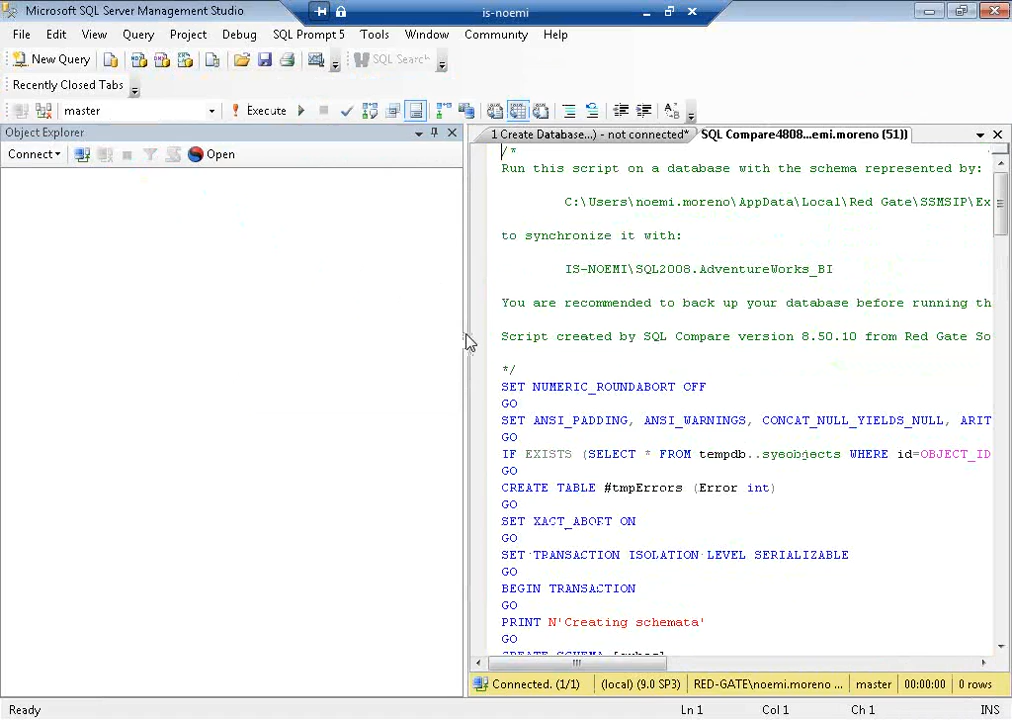 Microsoft SQL Server Management Studio
is-noemi
File Edit View Query Project Debug SQL Prompt 5 Tools Window Community Help
New Query SQL Search
Recently Closed Tabs
master Execute
Object Explorer
1 Create Database...) - not connected* SQL Compare4808...emi.moreno (51))
Connect Open
/*
Run this script on a database with the schema represented by:
C:\Users\noemi.moreno\AppData\Local\Red Gate\SSMSIP\Ex
to synchronize it with:
IS-NOEMI\SQL2008.AdventureWorks_BI
You are recommended to back up your database before running th
Script created by SQL Compare version 8.50.10 from Red Gate So
*/
SET NUMERIC_ROUNDABORT OFF
GO
SET ANSI_PADDING, ANSI_WARNINGS, CONCAT_NULL_YIELDS_NULL, ARIT
GO
IF EXISTS (SELECT * FROM tempdb..sysobjects WHERE id=OBJECT_ID
GO
CREATE TABLE #tmpErrors (Error int)
GO
SET XACT_ABORT ON
GO
SET TRANSACTION ISOLATION LEVEL SERIALIZABLE
GO
BEGIN TRANSACTION
GO
PRINT N'Creating schemata'
GO
CREATE SCHEMA
Connected. (1/1) (local) (9.0 SP3) RED-GATE\noemi.moreno ... master 00:00:00 0 rows
Ready Ln 1 Col 1 Ch 1 INS